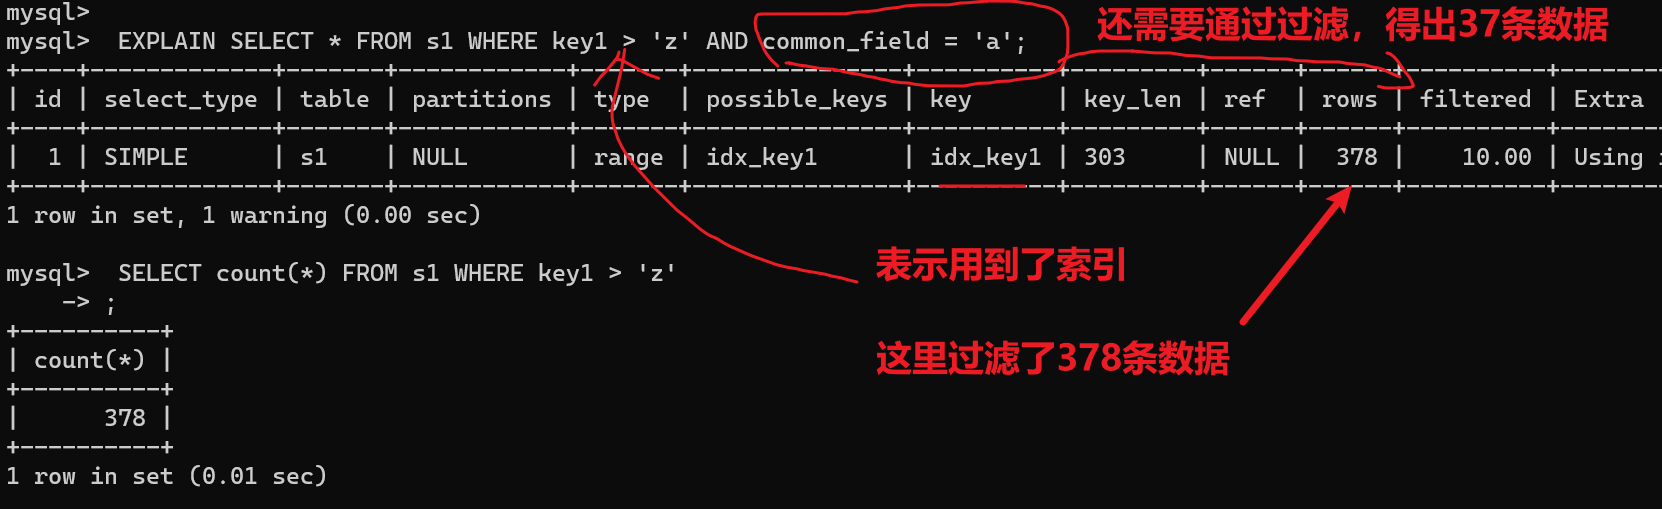 mysql>
mysql>  EXPLAIN SELECT * FROM s1 WHERE key1 > 'z' AND common_field = 'a';
还需要通过过滤，得出37条数据
+----+-------------+-------+------------+-------+---------------+----------+---------+------+------+----------+-------
| id | select_type | table | partitions | type  | possible_keys | key      | key_len | ref  | rows | filtered | Extra
+----+-------------+-------+------------+-------+---------------+----------+---------+------+------+----------+-------
|  1 | SIMPLE      | s1    | NULL       | range | idx_key1      | idx_key1 | 303     | NULL |  378 |    10.00 | Using
+----+-------------+-------+------------+-------+---------------+----------+---------+------+------+----------+-------
1 row in set, 1 warning (0.00 sec)
表示用到了索引
mysql>  SELECT count(*) FROM s1 WHERE key1 > 'z'
    -> ;
+----------+
| count(*) |
这里过滤了378条数据
+----------+
|      378 |
+----------+
1 row in set (0.01 sec)